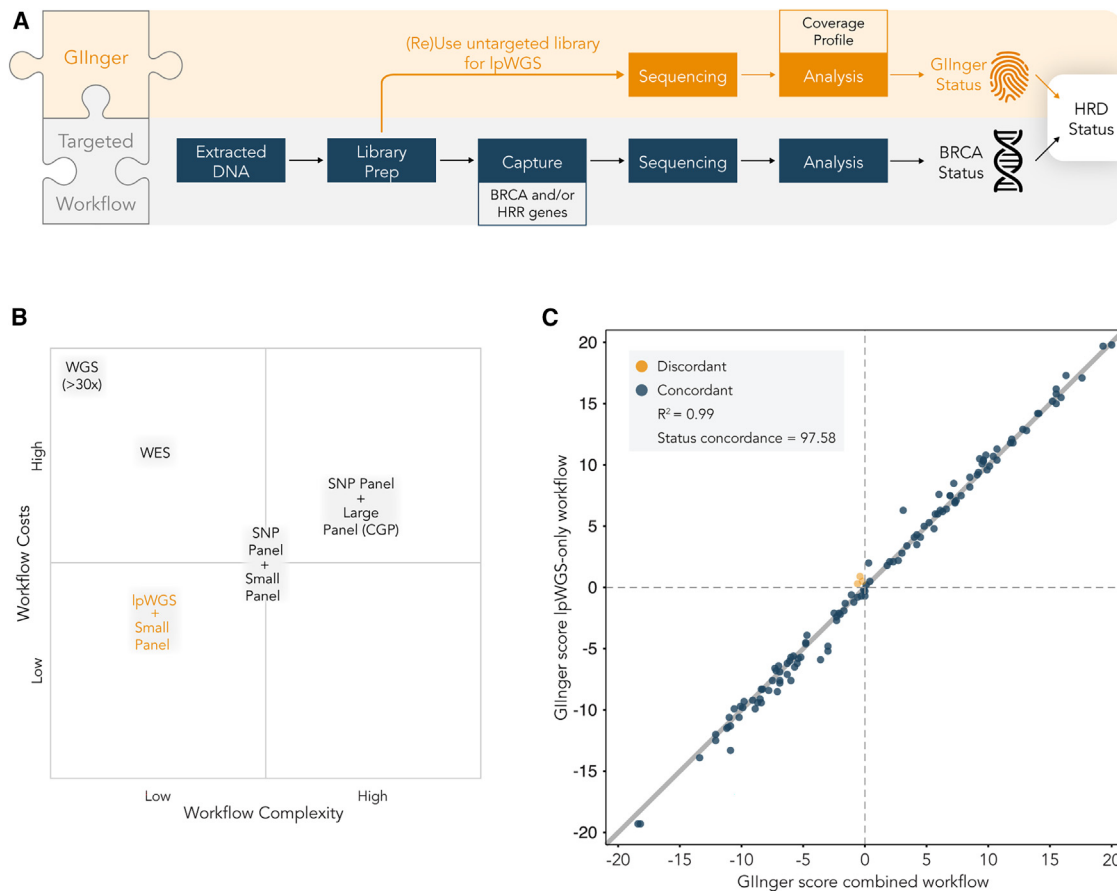 A
GIInger
Targeted
Workflow
(Re)Use untargeted library
for lpWGS
Coverage
Profile
Sequencing
Analysis
GIInger
Status
HRD
Status
Extracted
DNA
Library
Prep
Capture
BRCA and/or
HRR genes
Sequencing
Analysis
BRCA
Status
B
WGS
(>30x)
WES
SNP Panel
+
Large
Panel (CGP)
SNP
Panel
+
Small
Panel
lpWGS
+
Small
Panel
Workflow Costs
High
Low
Low
High
Workflow Complexity
C
Discordant
Concordant
R² = 0.99
Status concordance = 97.58
GIInger score lpWGS-only workflow
20
15
10
5
0
-5
-10
-15
-20
-20
-15
-10
-5
0
5
10
15
20
GIInger score combined workflow